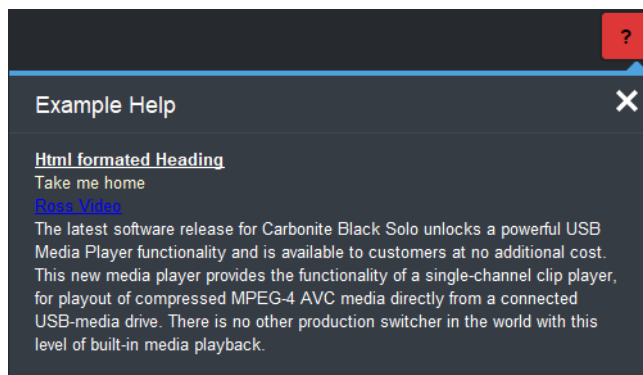 ?
Example Help
Html formated Heading
Take me home
Ross Video
The latest software release for Carbonite Black Solo unlocks a powerful USB
Media Player functionality and is available to customers at no additional cost.
This new media player provides the functionality of a single-channel clip player,
for playout of compressed MPEG-4 AVC media directly from a connected
USB-media drive. There is no other production switcher in the world with this
level of built-in media playback.